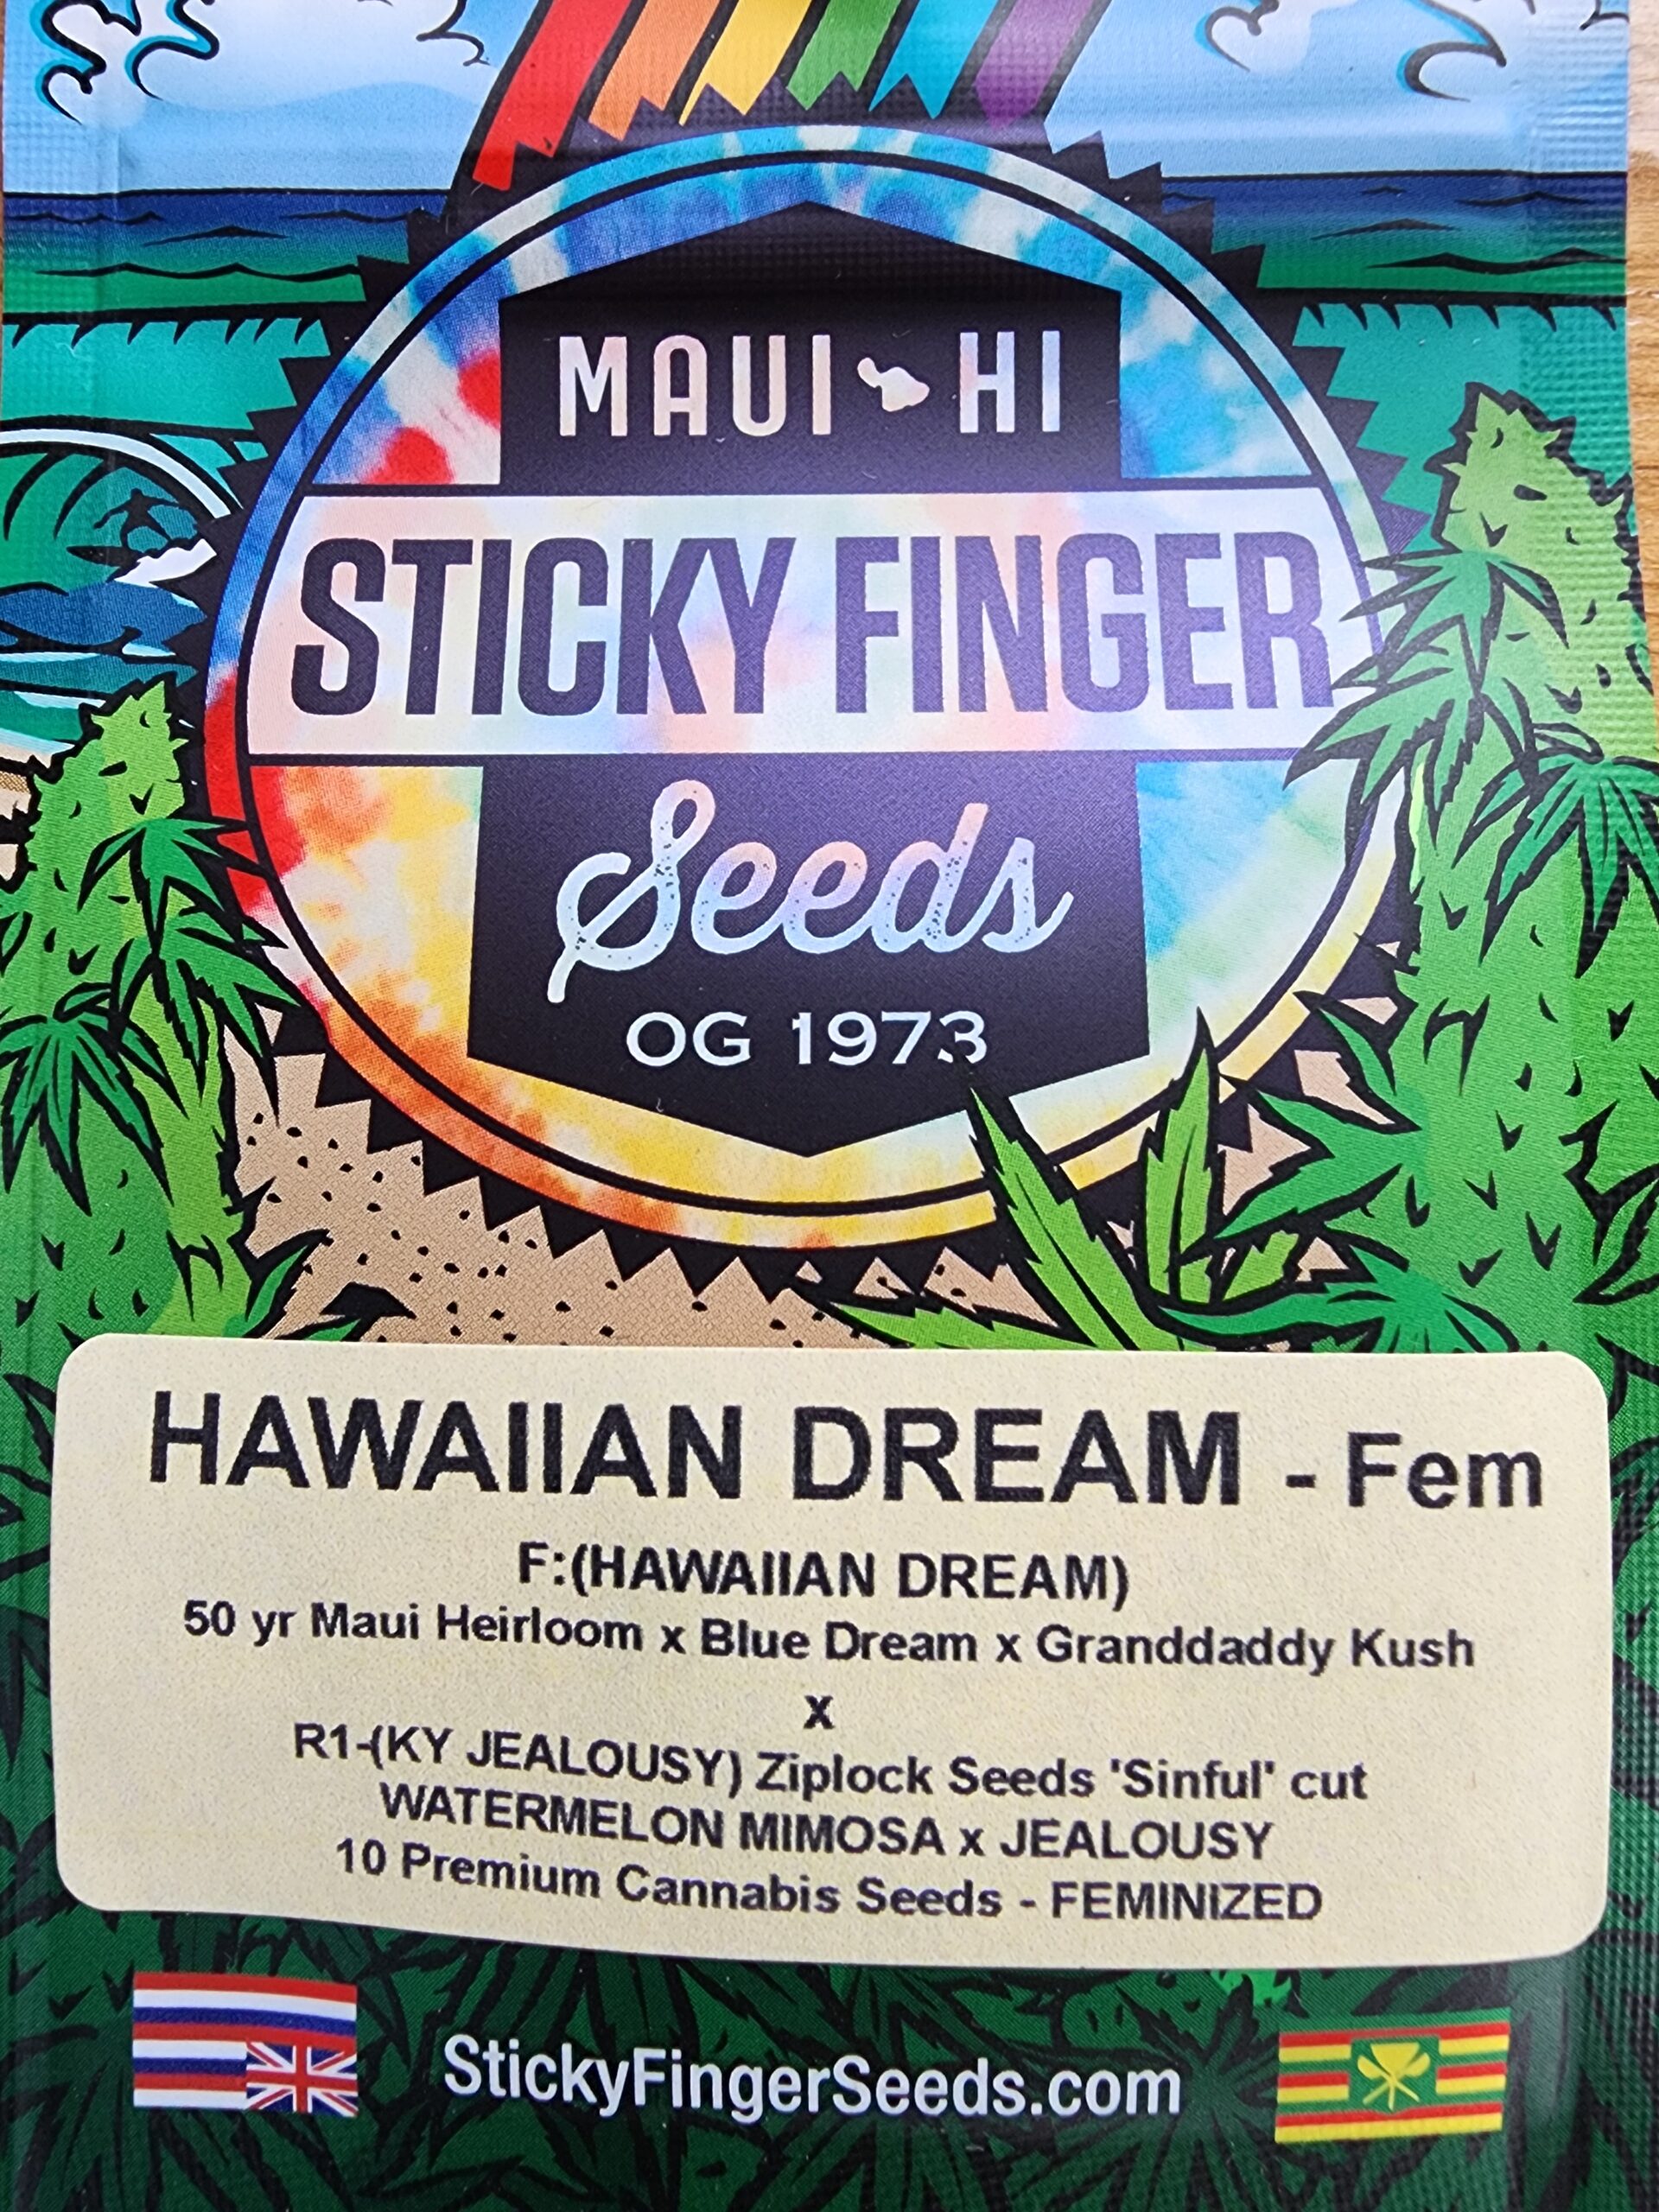 MAUI HI
STICKY FINGER
Seeds
OG 1973
HAWAIIAN DREAM - Fem
F:(HAWAIIAN DREAM)
50 yr Maui Heirloom x Blue Dream x Granddaddy Kush
x
R1-(KY JEALOUSY) Ziplock Seeds 'Sinful' cut
WATERMELON MIMOSA x JEALOUSY
10 Premium Cannabis Seeds - FEMINIZED
StickyFingerSeeds.com